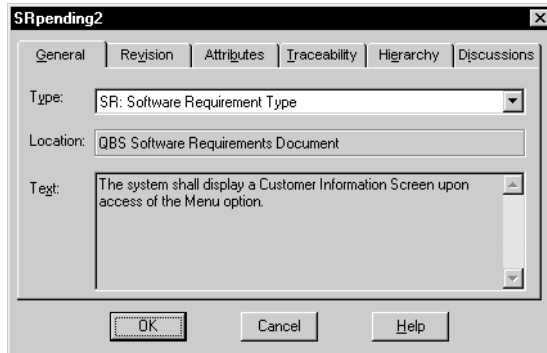 SRpending2
General Revision Attributes Traceability Hierarchy Discussions
Type: SR: Software Requirement Type
Location: QBS Software Requirements Document
Text: The system shall display a Customer Information Screen upon
access of the Menu option.
OK Cancel Help